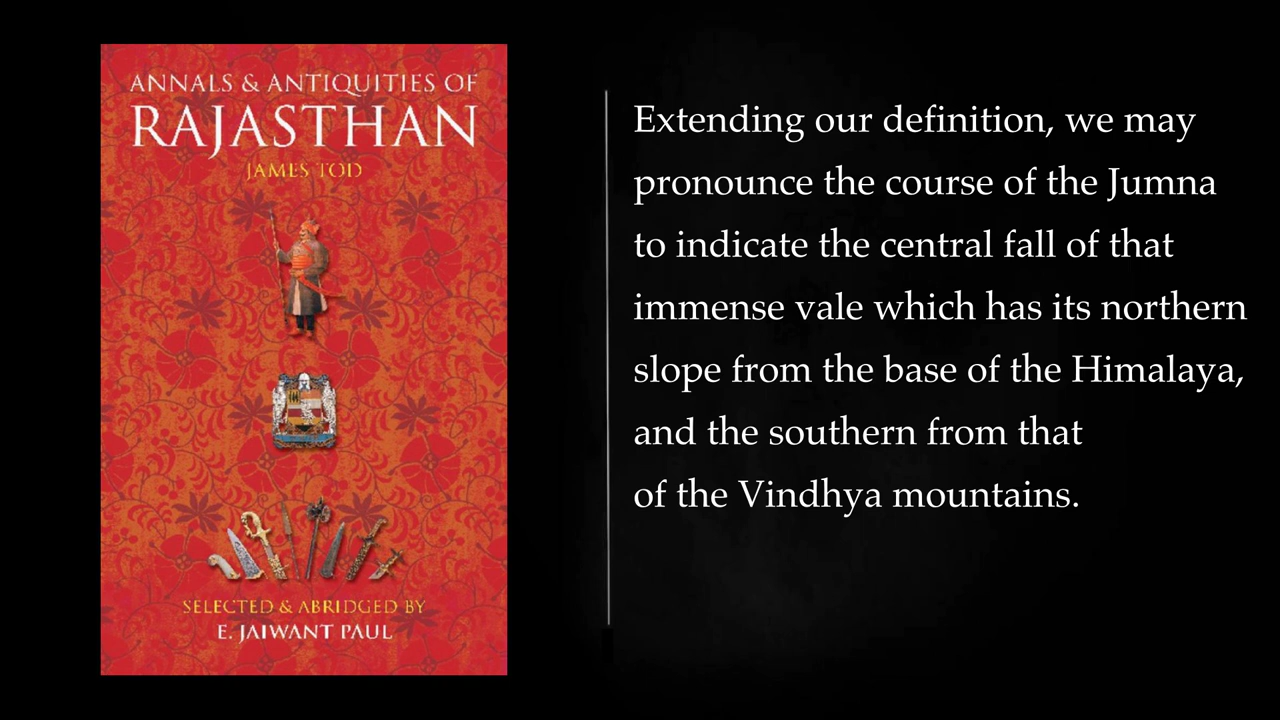 ANNALS & ANTIQUITIES OF
RAJASTHAN
JAMES TOD
SELECTED & ABRIDGED BY
E. JAIWANT PAUL
Extending our definition, we may
pronounce the course of the Jumna
to indicate the central fall of that
immense vale which has its northern
slope from the base of the Himalaya,
and the southern from that
of the Vindhya mountains.